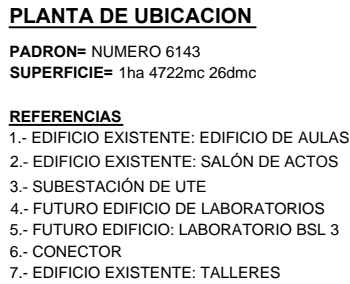 PLANTA DE UBICACION
PADRON= NUMERO 6143
SUPERFICIE= 1ha 4722mc 26dmc
REFERENCIAS
1.- EDIFICIO EXISTENTE: EDIFICIO DE AULAS
2.- EDIFICIO EXISTENTE: SALÓN DE ACTOS
3.- SUBESTACIÓN DE UTE
4.- FUTURO EDIFICIO DE LABORATORIOS
5.- FUTURO EDIFICIO: LABORATORIO BSL 3
6.- CONECTOR
7.- EDIFICIO EXISTENTE: TALLERES